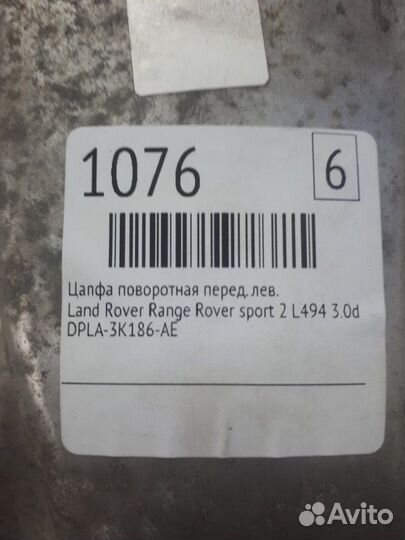 1076
6
Цапфа поворотная перед. лев.
Land Rover Range Rover sport 2 L494 3.0d
DPLA-3K186-AE
Avito